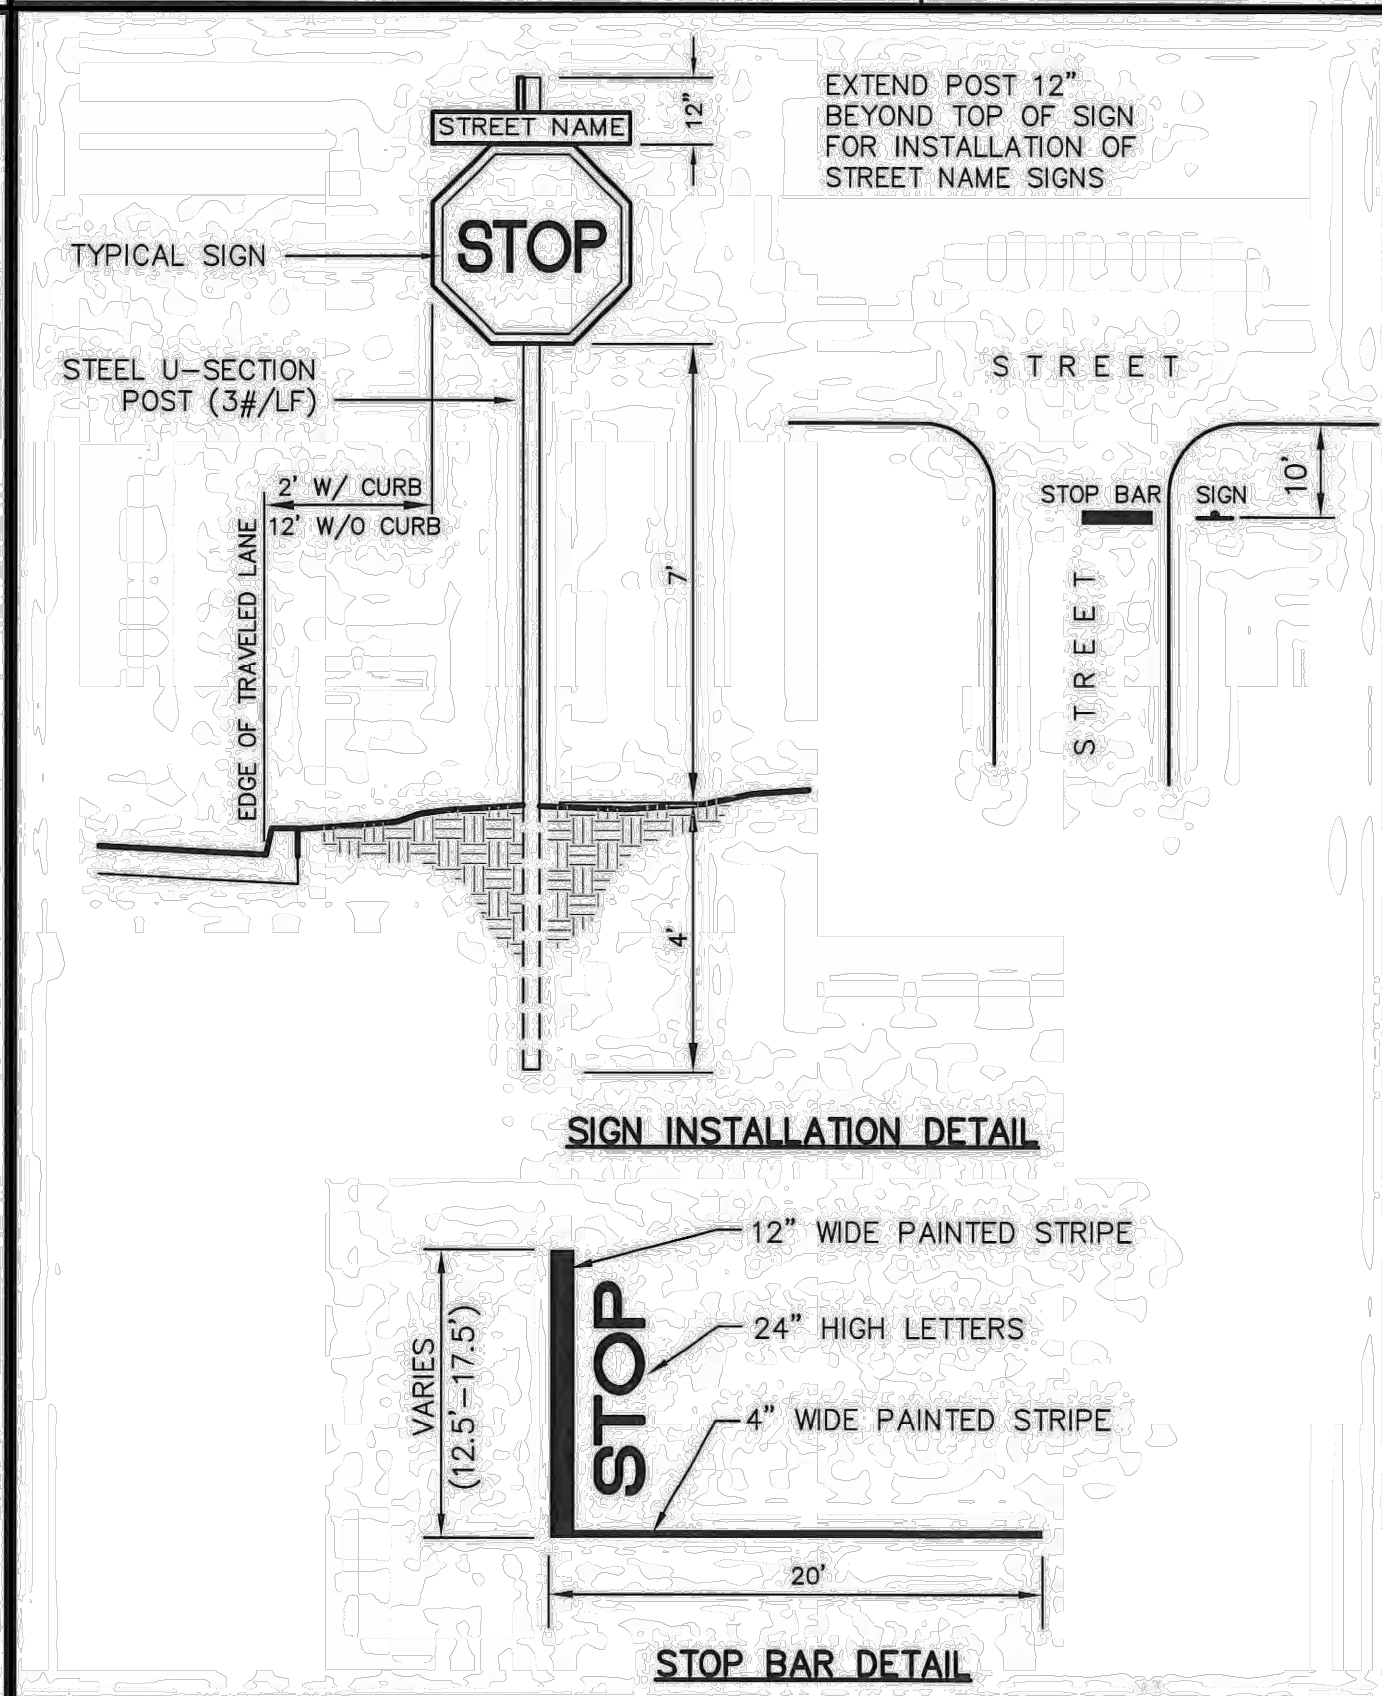 EXTEND POST 12"
BEYOND TOP OF SIGN
FOR INSTALLATION OF
STREET NAME SIGNS
12"
STREET NAME
STOP
TYPICAL SIGN
STEEL U-SECTION
POST (3#/LF)
2' W/ CURB
12' W/O CURB
EDGE OF TRAVELED LANE
7'
4'
STREET
STOP BAR
SIGN
10'
STREET
SIGN INSTALLATION DETAIL
12" WIDE PAINTED STRIPE
24" HIGH LETTERS
4" WIDE PAINTED STRIPE
STOP
VARIES
(12.5'-17.5')
20'
STOP BAR DETAIL